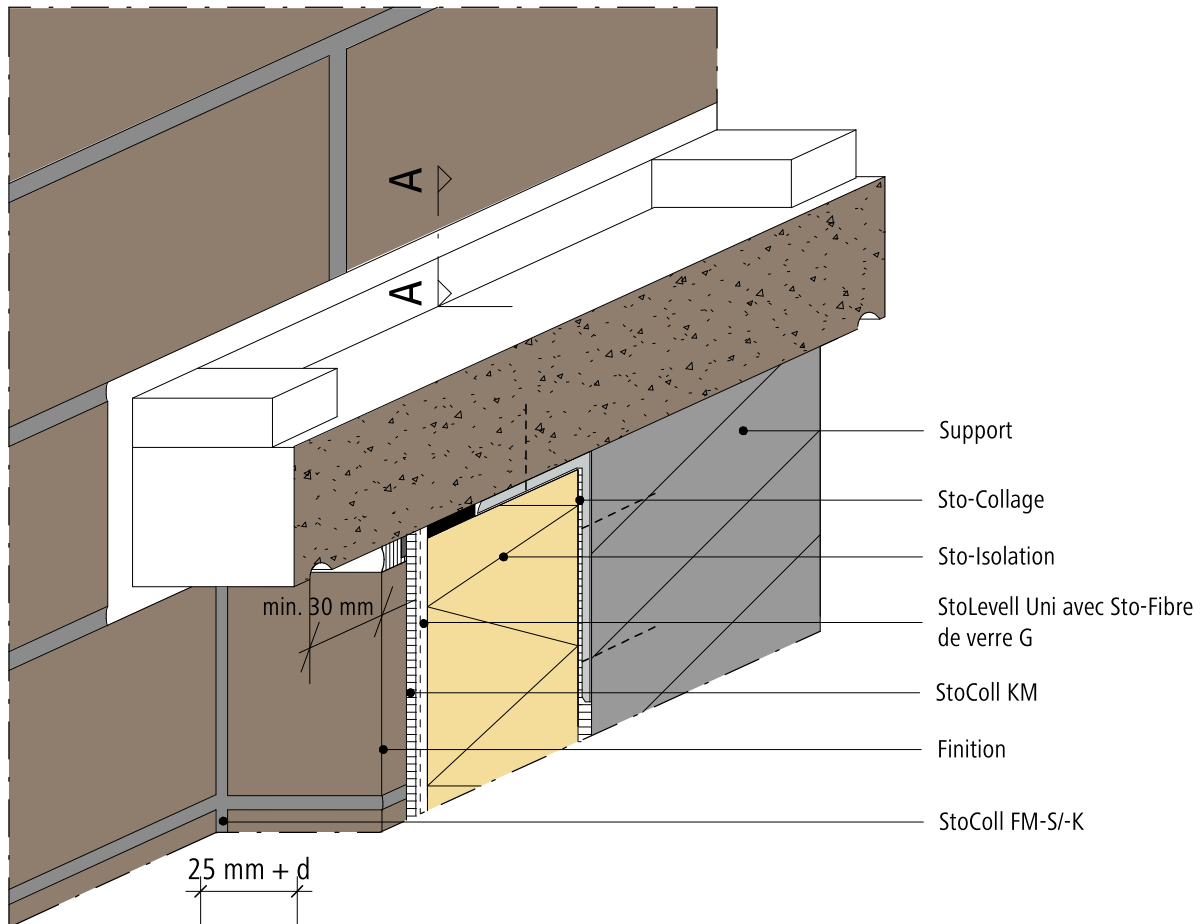 A
A
Support
Sto-Collage
Sto-Isolation
min. 30 mm
StoLevell Uni avec Sto-Fibre
de verre G
StoColl KM
Finition
StoColl FM-S/-K
25 mm + d